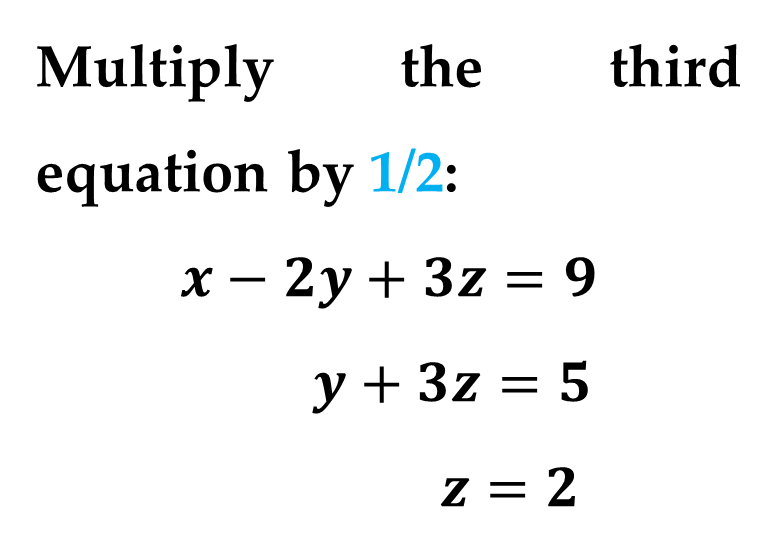 Multiply the third
equation by 1/2:
x − 2y + 3z = 9
y + 3z = 5
z = 2